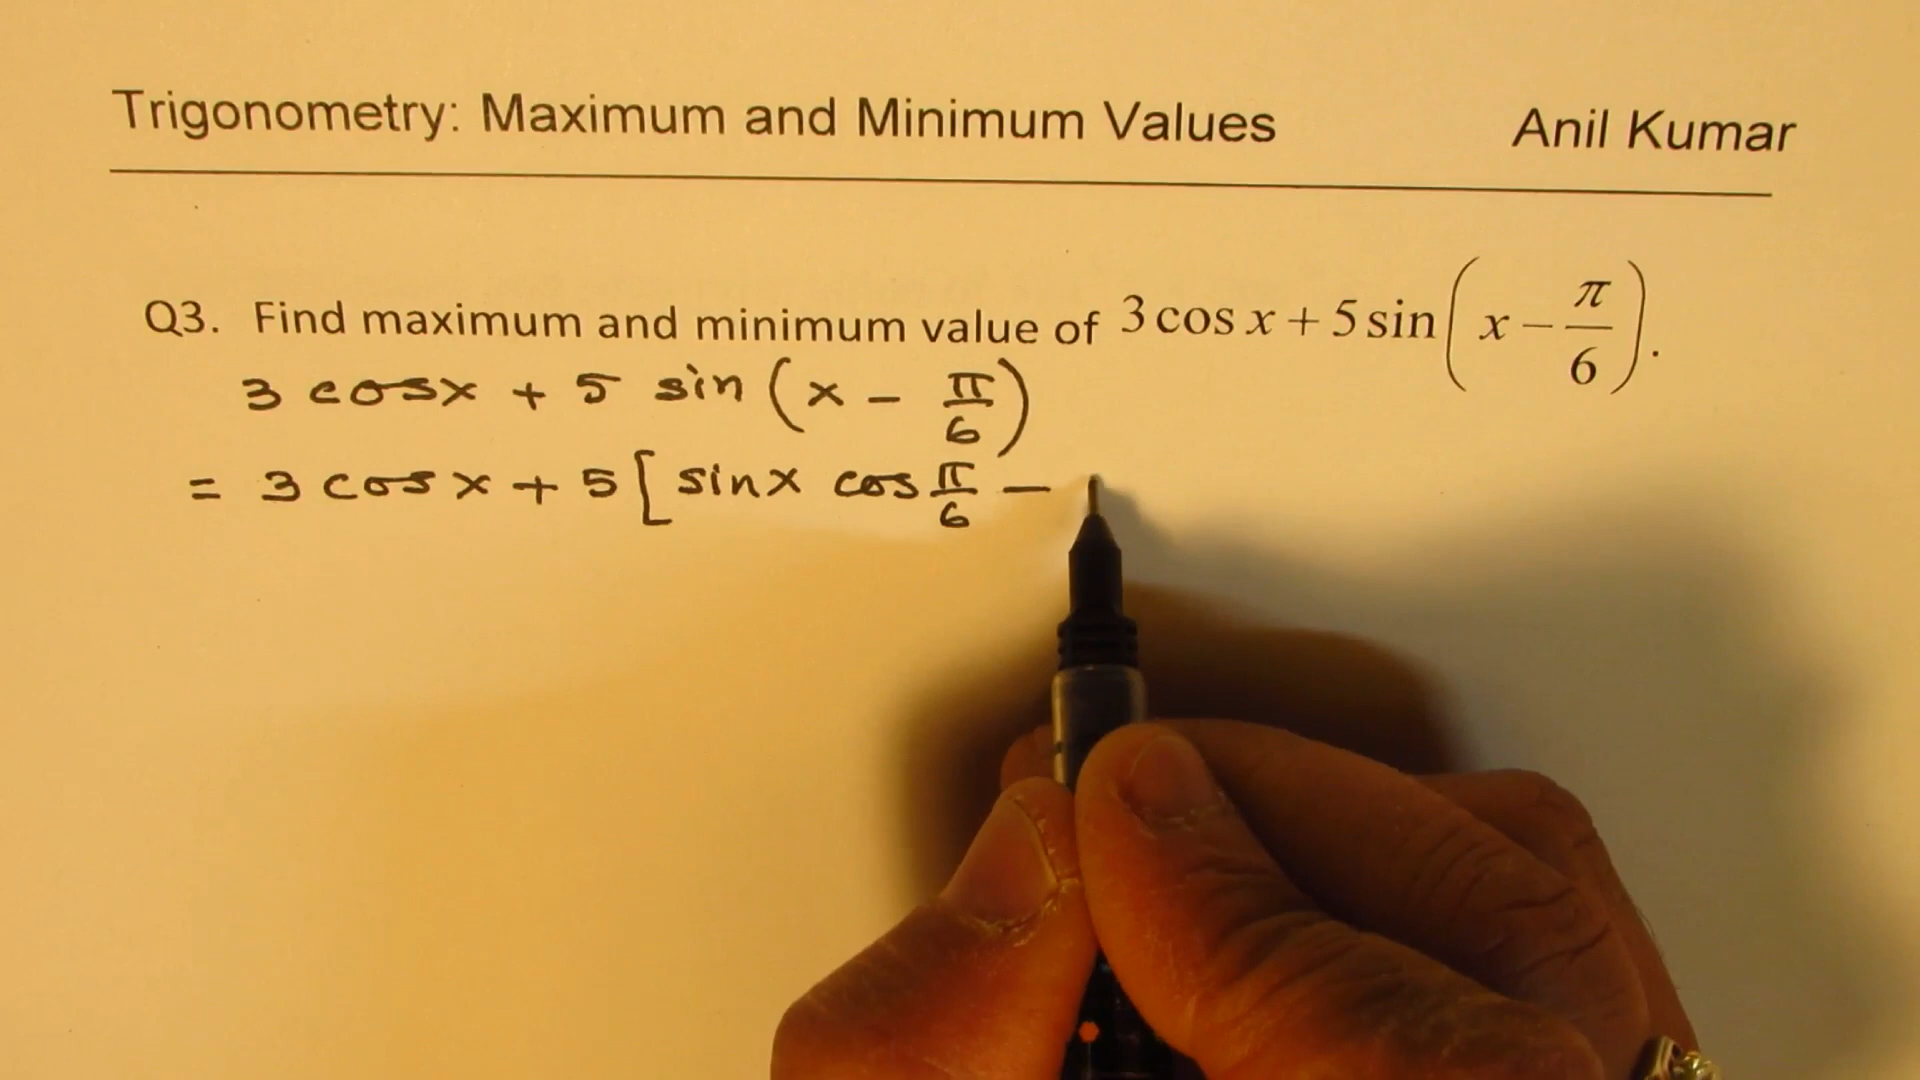 Trigonometry: Maximum and Minimum Values Anil Kumar
Q3. Find maximum and minimum value of 3 cos x + 5 sin ( x − π/6 ).
3 cosx + 5 sin ( x − π/6 )
= 3 cos x + 5 [ sinx cos π/6 −